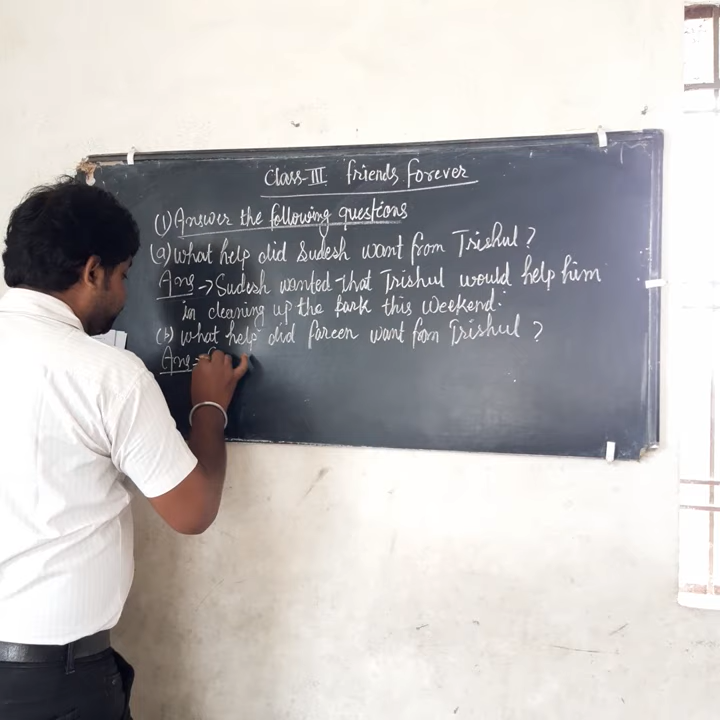 Class-III friends forever
(1) Answer the following questions
(a) what help did Sudesh want from Trishul?
Ans → Sudesh wanted that Trishul would help him
in cleaning up the park this weekend.
(b) what help did fareen want from Trishul?
Ans